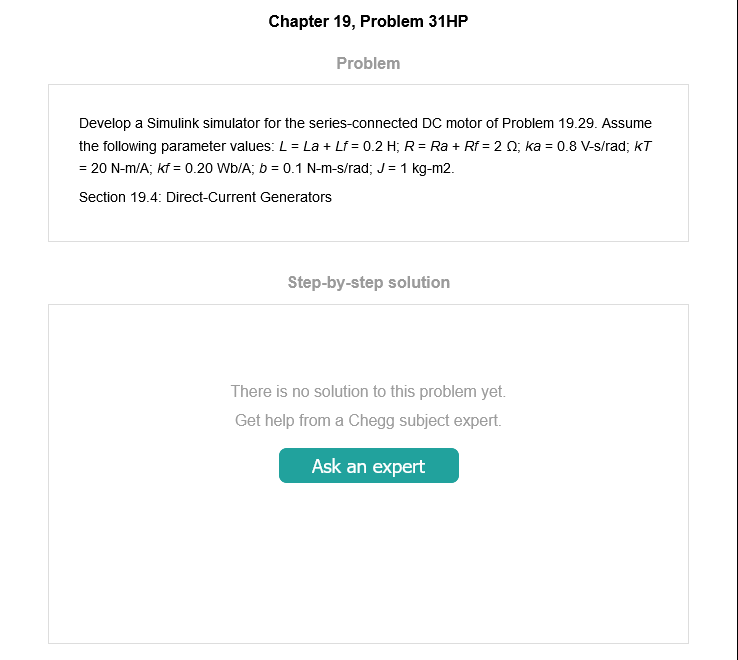 Chapter 19, Problem 31HP
Problem
Develop a Simulink simulator for the series-connected DC motor of Problem 19.29. Assume
the following parameter values: L = La + Lf = 0.2 H; R = Ra + Rf = 2 Ω; ka = 0.8 V-s/rad; kT
= 20 N-m/A; kf = 0.20 Wb/A; b = 0.1 N-m-s/rad; J = 1 kg-m2.
Section 19.4: Direct-Current Generators
Step-by-step solution
There is no solution to this problem yet.
Get help from a Chegg subject expert.
Ask an expert